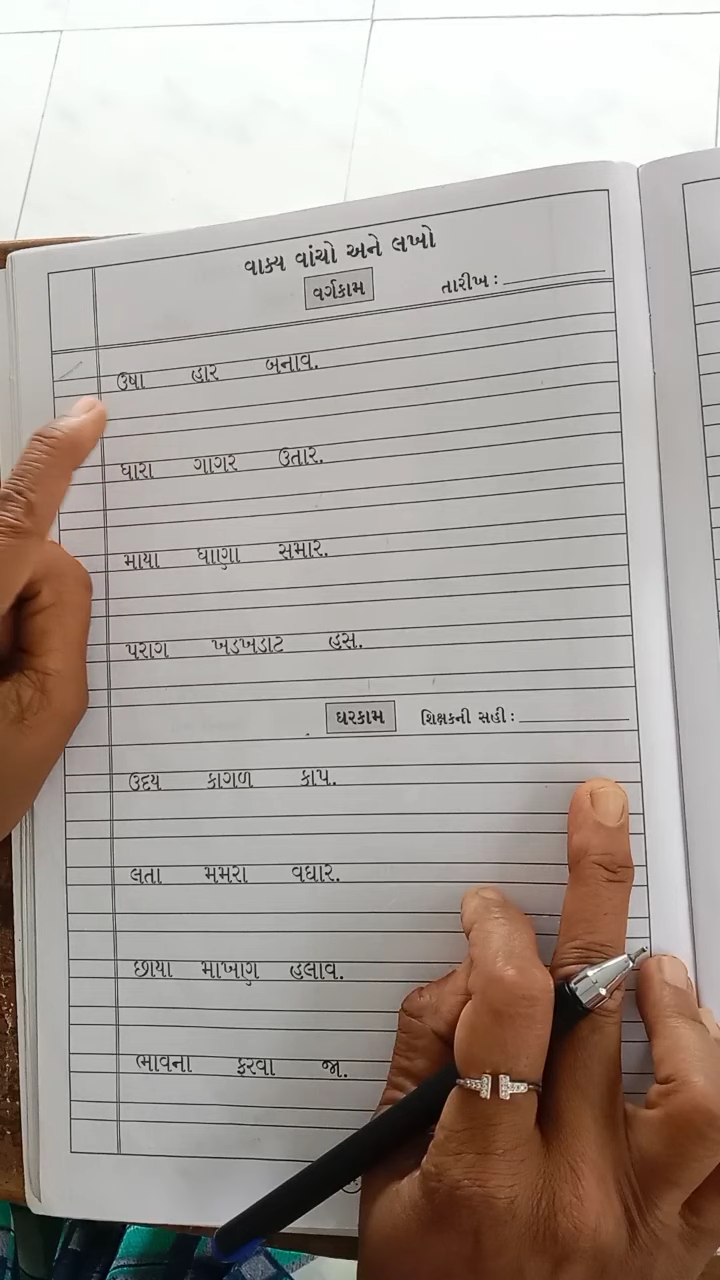 વાક્ય વાંચો અને લખો
વર્ગકામ તારીખ :
ઉષા હાર બનાવ.
ધારા ગાગર ઉતાર.
માયા ધાણા સમાર.
પરાગ ખડખડાટ હસ.
ઘરકામ શિક્ષકની સહી :
ઉદય કાગળ કાપ.
લતા મમરા વઘાર.
છાયા માખણ હલાવ.
ભાવના ફરવા જા.